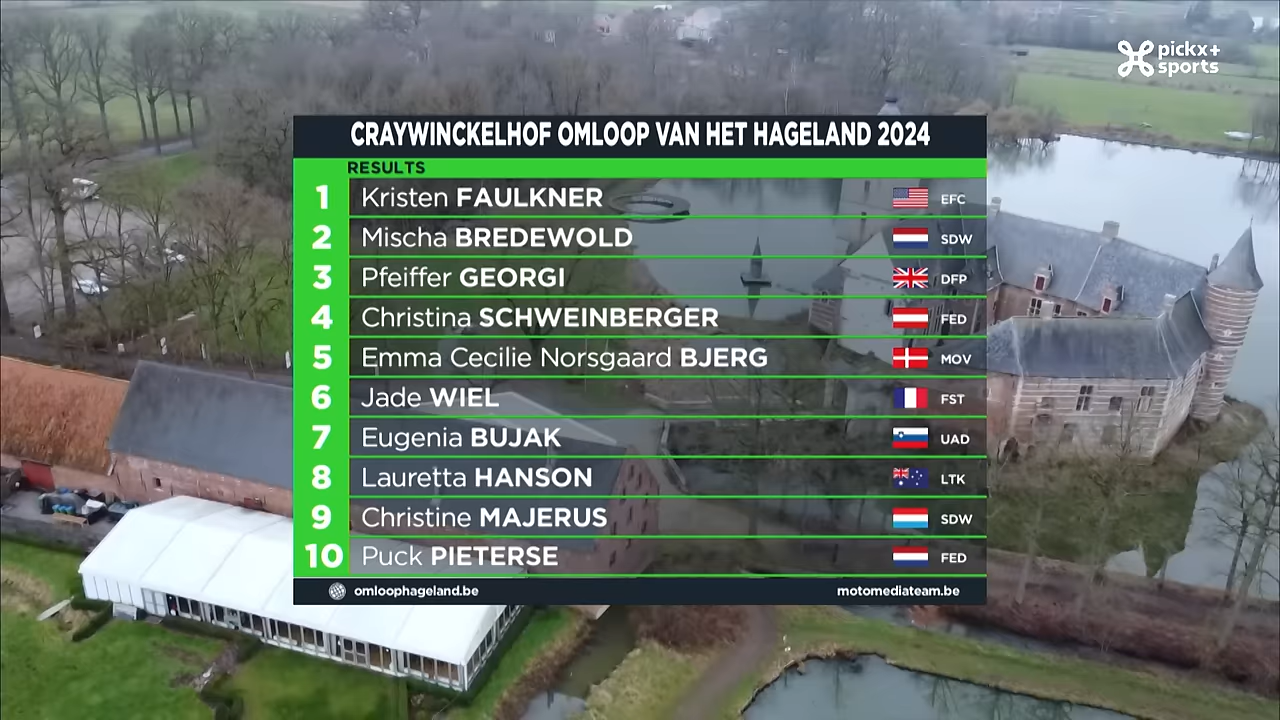 pickx+
sports
CRAYWINCKELHOF OMLOOP VAN HET HAGELAND 2024
RESULTS
1 Kristen FAULKNER EFC
2 Mischa BREDEWOLD SDW
3 Pfeiffer GEORGI DFP
4 Christina SCHWEINBERGER FED
5 Emma Cecilie Norsgaard BJERG MOV
6 Jade WIEL FST
7 Eugenia BUJAK UAD
8 Lauretta HANSON LTK
9 Christine MAJERUS SDW
10 Puck PIETERSE FED
omloophageland.be motomediateam.be